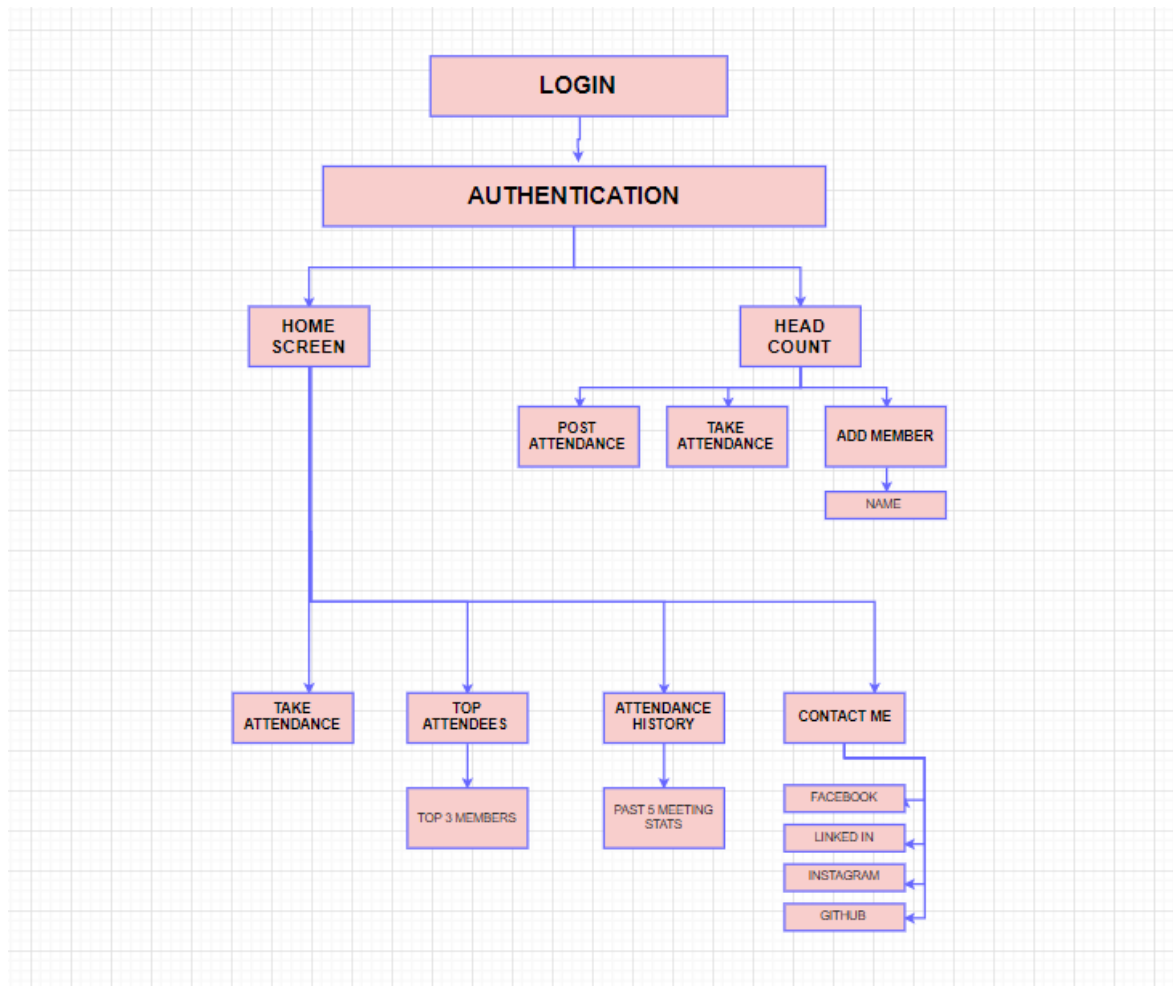 LOGIN
AUTHENTICATION
HOME
SCREEN
HEAD
COUNT
POST
ATTENDANCE
TAKE
ATTENDANCE
ADD MEMBER
NAME
TAKE
ATTENDANCE
TOP
ATTENDEES
ATTENDANCE
HISTORY
CONTACT ME
TOP 3 MEMBERS
PAST 5 MEETING
STATS
FACEBOOK
LINKED IN
INSTAGRAM
GITHUB